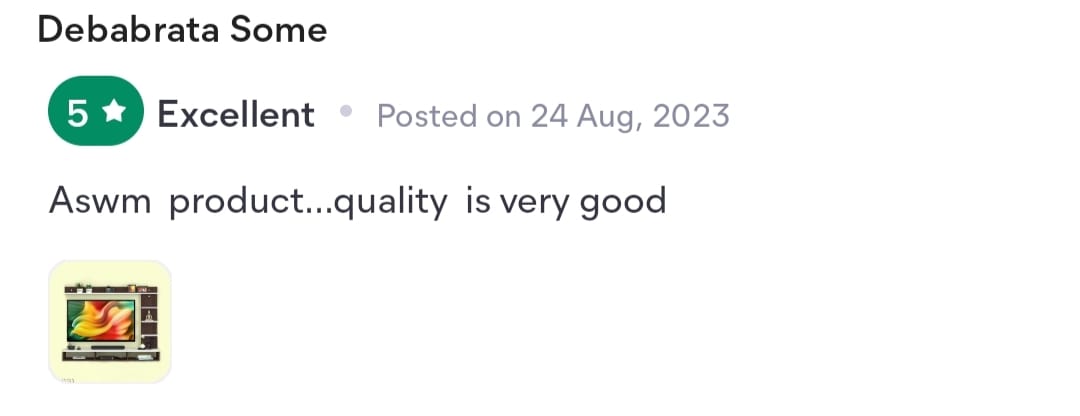 Debabrata Some
5 ★ Excellent • Posted on 24 Aug, 2023
Aswm product...quality is very good